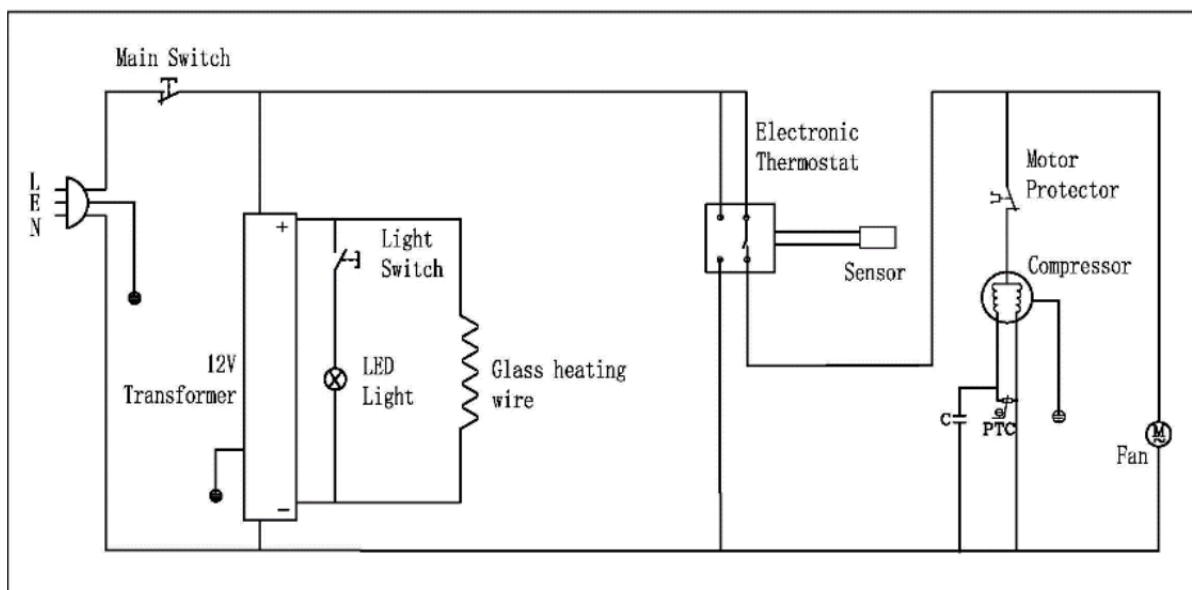 Main Switch
L
E
N
+
Light
Switch
12V
Transformer
LED
Light
Glass heating
wire
−
Electronic
Thermostat
Sensor
Motor
Protector
Compressor
C
PTC
θ
M
~
Fan